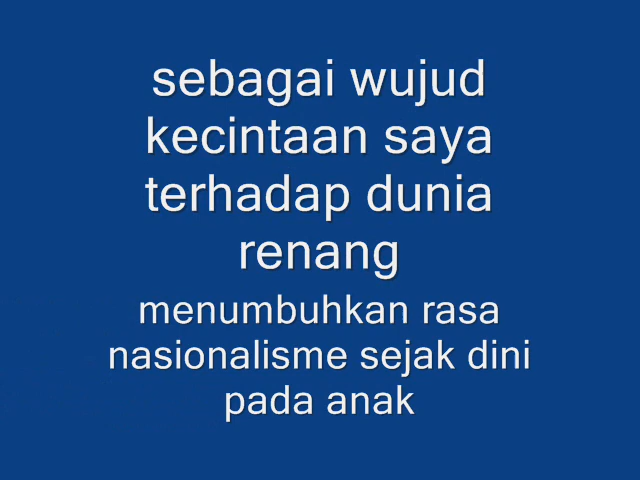 sebagai wujud
kecintaan saya
terhadap dunia
renang
menumbuhkan rasa
nasionalisme sejak dini
pada anak